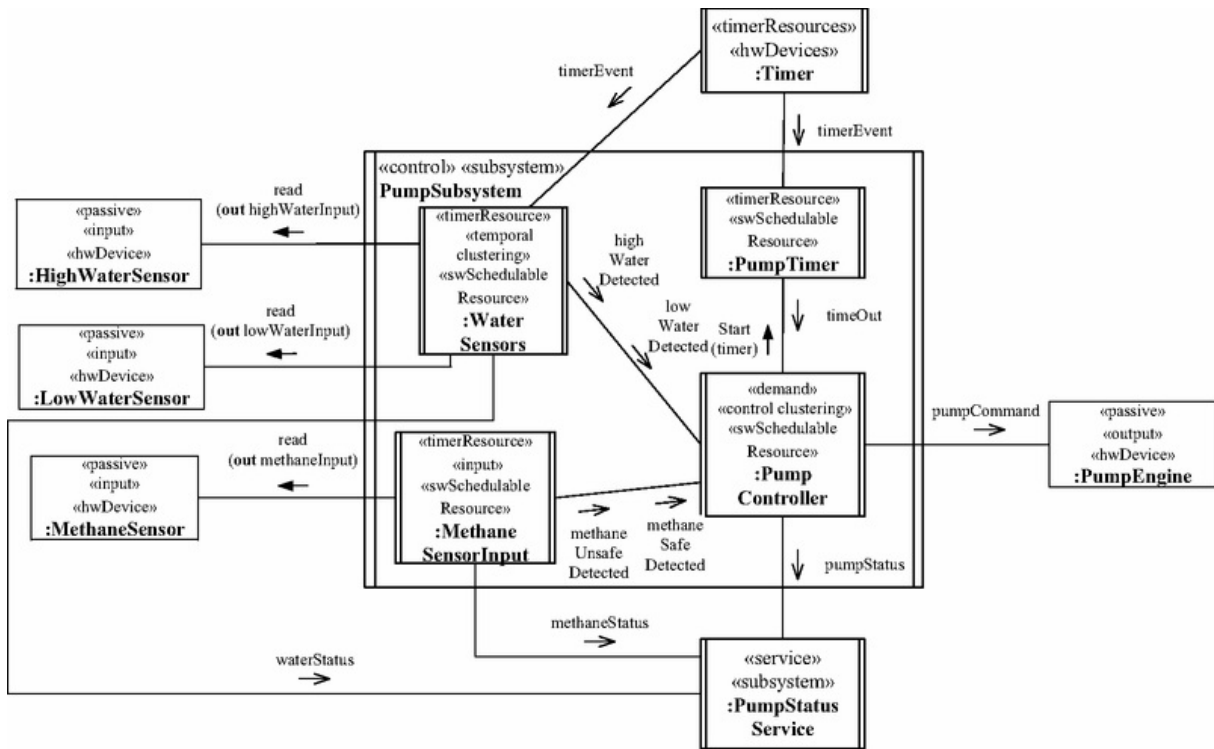 «timerResources»
«hwDevices»
:Timer
timerEvent
timerEvent
«control» «subsystem»
PumpSubsystem
read
(out highWaterInput)
«passive»
«input»
«hwDevice»
:HighWaterSensor
«timerResource»
«temporal
clustering»
«swSchedulable
Resource»
:Water
Sensors
«timerResource»
«swSchedulable
Resource»
:PumpTimer
high
Water
Detected
low
Water
Detected
Start
(timer)
timeOut
read
(out lowWaterInput)
«passive»
«input»
«hwDevice»
:LowWaterSensor
«demand»
«control clustering»
«swSchedulable
Resource»
:Pump
Controller
pumpCommand
«passive»
«output»
«hwDevice»
:PumpEngine
read
(out methaneInput)
«passive»
«input»
«hwDevice»
:MethaneSensor
«timerResource»
«input»
«swSchedulable
Resource»
:Methane
SensorInput
methane
Unsafe
Detected
methane
Safe
Detected
pumpStatus
methaneStatus
waterStatus
«service»
«subsystem»
:PumpStatus
Service